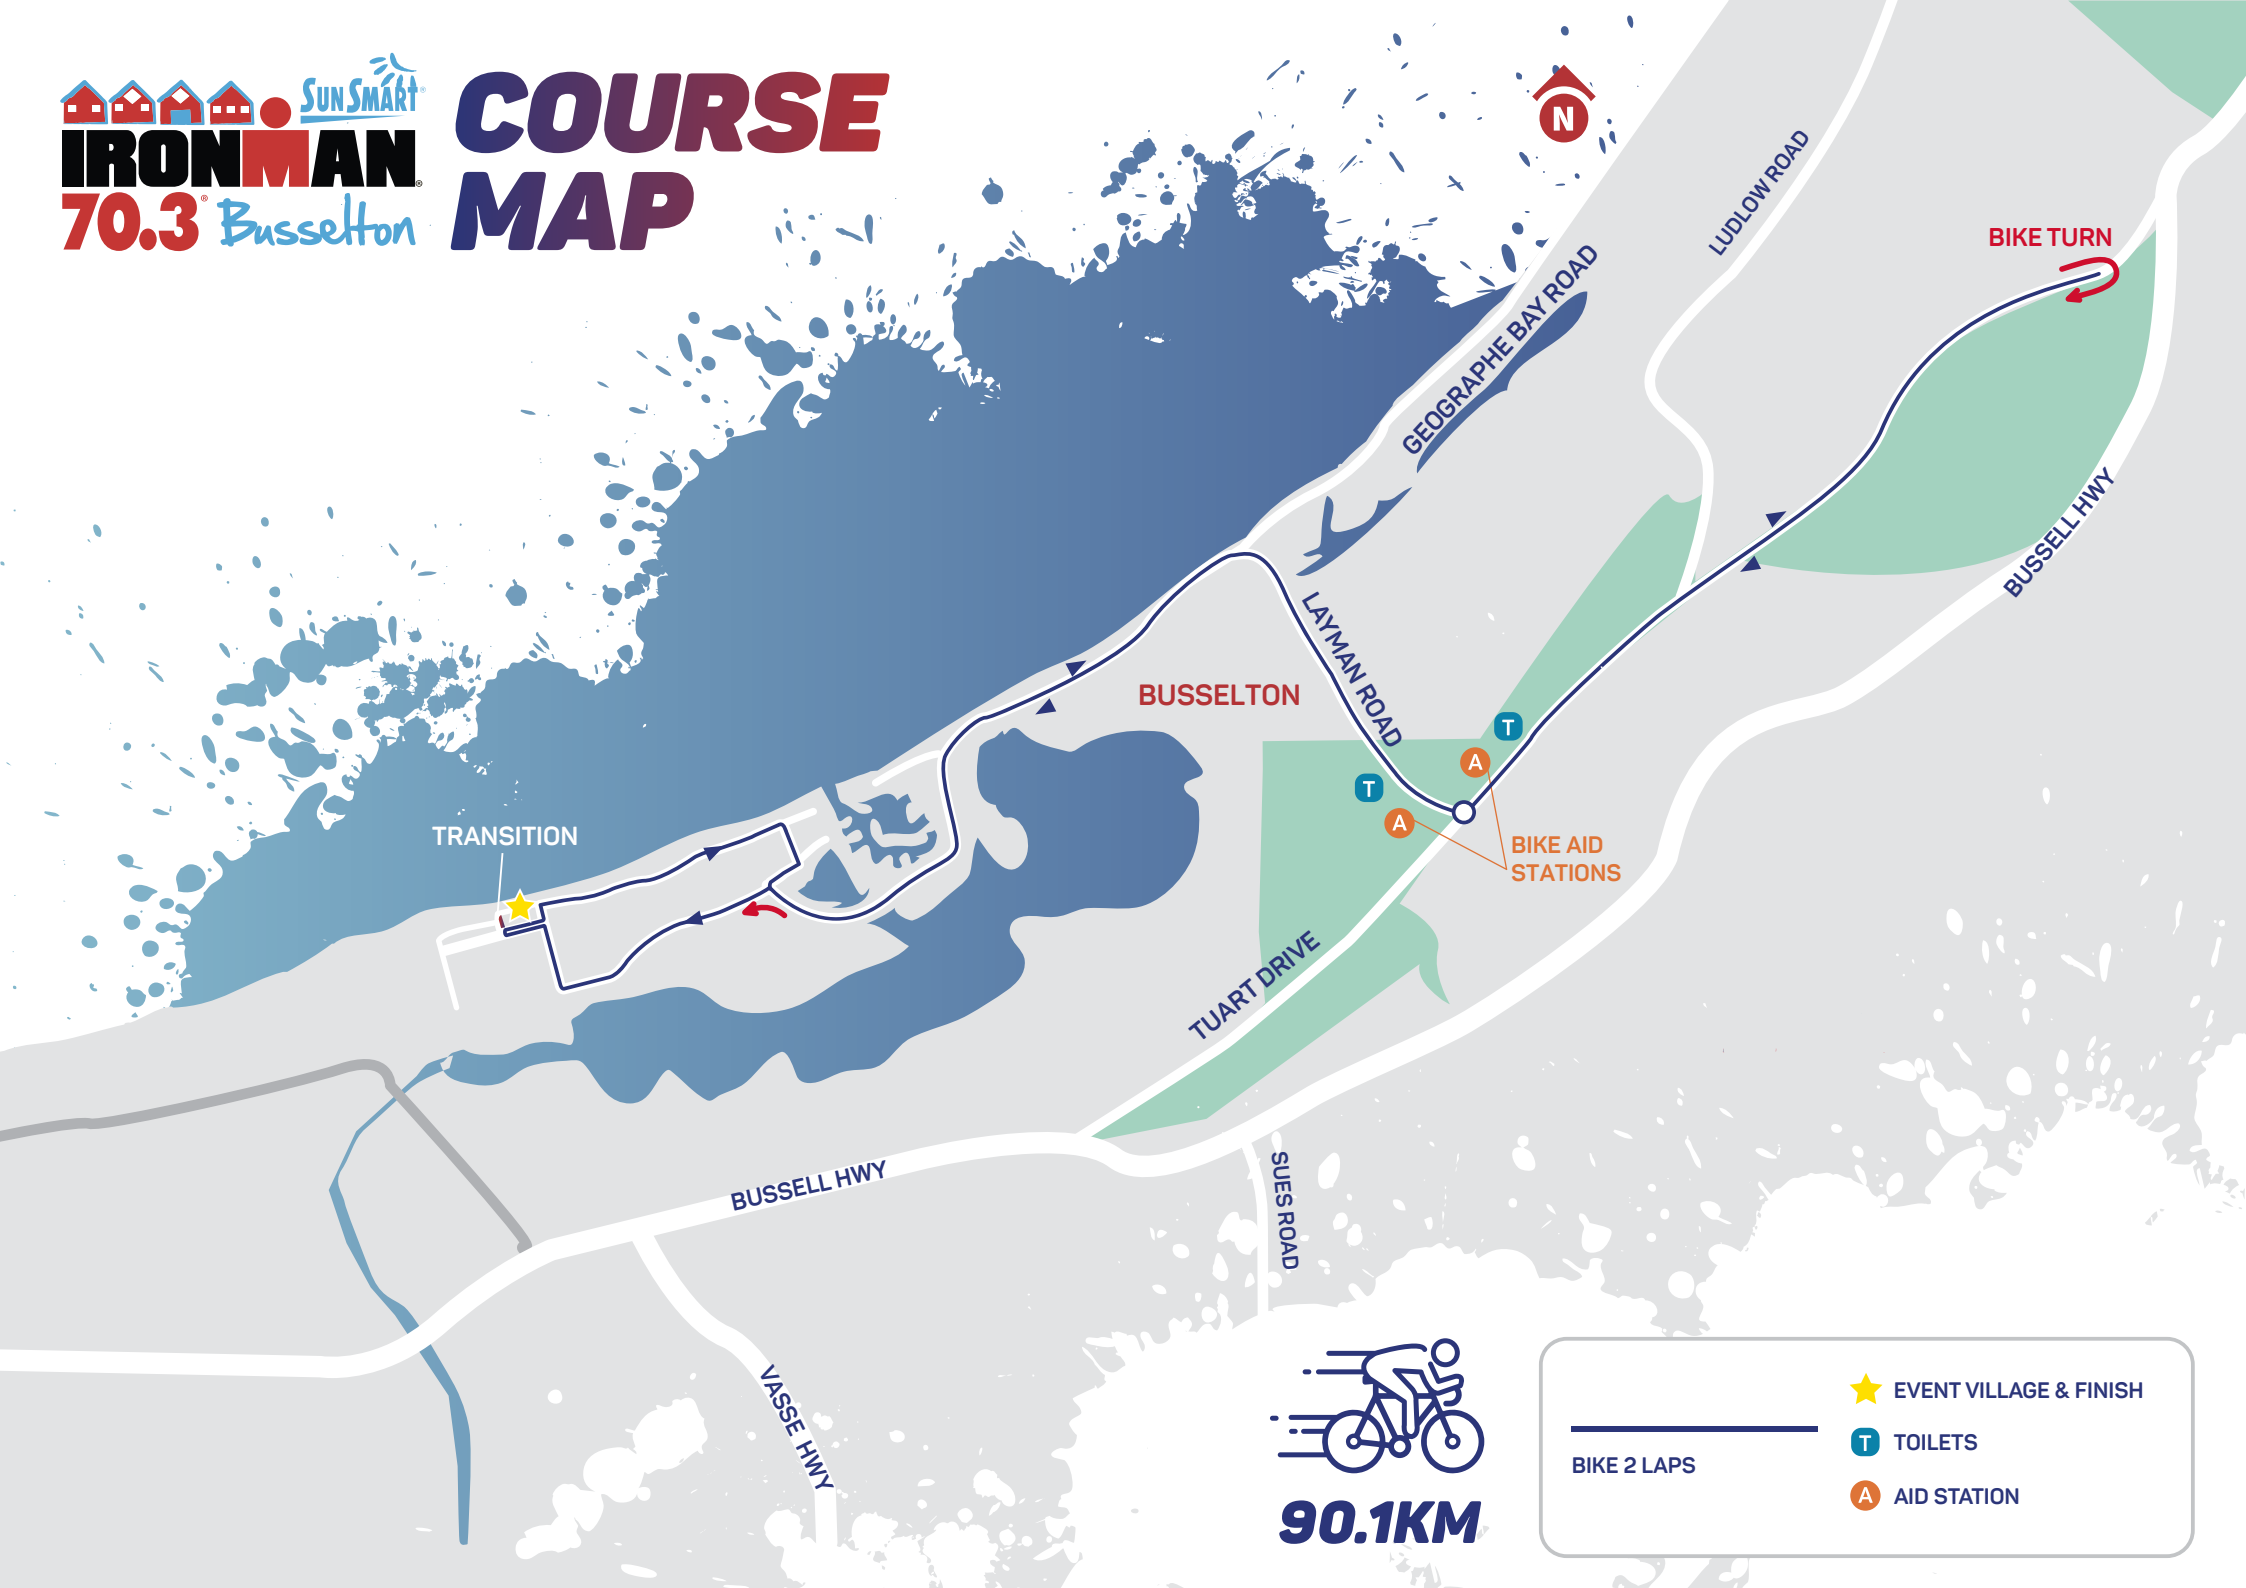 SUNSMART
IRONMAN
70.3 Busselton
COURSE
MAP
N
GEOGRAPHE BAY ROAD
LUDLOW ROAD
BIKE TURN
BUSSELL HWY
LAYMAN ROAD
BUSSELTON
T
A
T
A
BIKE AID
STATIONS
TRANSITION
TUART DRIVE
BUSSELL HWY
SUES ROAD
VASSE HWY
90.1KM
BIKE 2 LAPS
EVENT VILLAGE & FINISH
T TOILETS
A AID STATION